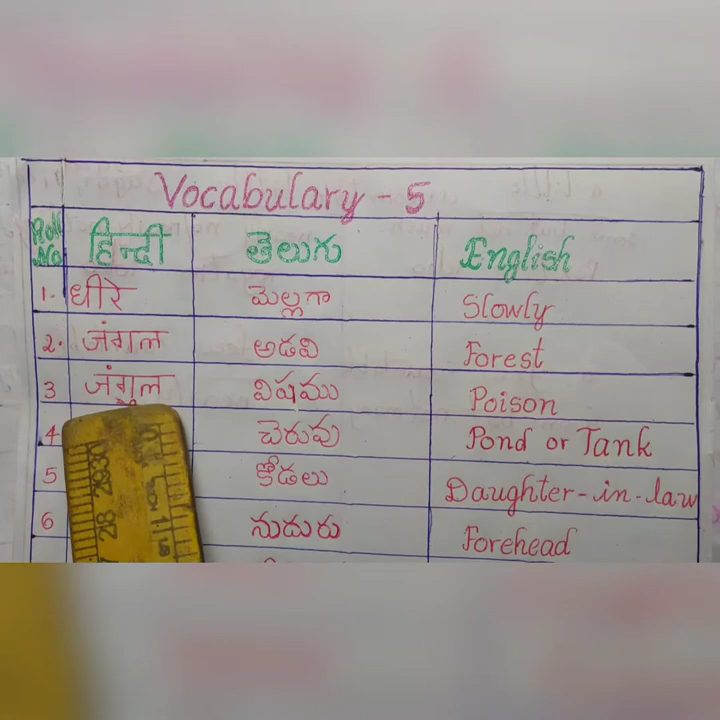 Vocabulary - 5
Roll No. हिन्दी తెలుగు English
1. धीरे మెల్లగా Slowly
2. जंगल అడవి Forest
3 जंगुल విషము Poison
4 చెరువు Pond or Tank
5 కోడలు Daughter-in-law
6 నుదురు Forehead